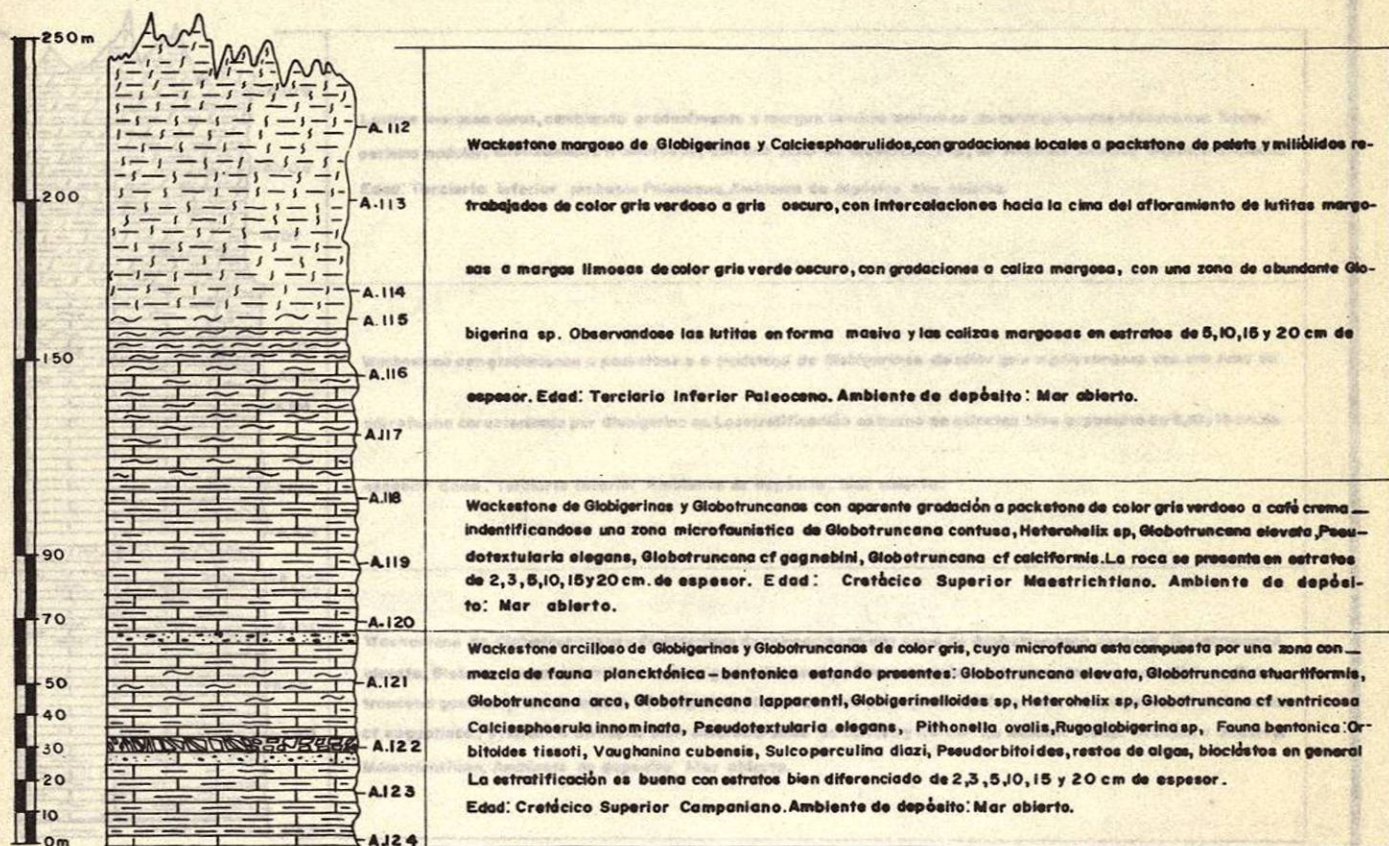 250m
200
150
90
70
50
40
30
20
10
0m
A.112
A.113
A.114
A.115
A.116
A.117
A.118
A.119
A.120
A.121
A.122
A.123
A.124
Wackestone margoso de Globigerinas y Calciesphaerulidos,con gradaciones locales a packstone de pelets y miliólidos re-
trabajados de color gris verdoso a gris oscuro, con intercalaciones hacia la cima del afloramiento de lutitas margo-
sas a margas limosas de color gris verde oscuro, con gradaciones a caliza margosa, con una zona de abundante Glo-
bigerina sp. Observandose las lutitas en forma masiva y las calizas margosas en estratos de 5,10,15 y 20 cm de
espesor. Edad: Terciario Inferior Paleoceno. Ambiente de depósito: Mar abierto.
Wackestone de Globigerinas y Globotruncanas con aparente gradación a packstone de color gris verdoso a café crema
indentificandose una zona microfaunistica de Globotruncana contusa, Heterohelix sp, Globotruncana elevata, Pseu-
dotextularia elegans, Globotruncana cf gagnebini, Globotruncana cf calciformis. La roca se presenta en estratos
de 2,3,5,10,15y20 cm. de espesor. Edad: Cretácico Superior Maestrichtiano. Ambiente de depósi-
to: Mar abierto.
Wackestone arcilloso de Globigerinas y Globotruncanas de color gris, cuya microfauna esta compuesta por una zona con
mezcla de fauna plancktónica-bentonica estando presentes: Globotruncana elevata, Globotruncana stuartiformis,
Globotruncana arca, Globotruncana lapparenti, Globigerinelloides sp, Heterohelix sp, Globotruncana cf ventricosa
Calciesphaerula innominata, Pseudotextularia elegans, Pithonella ovalis, Rugoglobigerina sp, Fauna bentonica: Or-
bitoides tissoti, Vaughanina cubensis, Sulcoperculina diazi, Pseudorbitoides, restos de algas, bioclástos en general
La estratificación es buena con estratos bien diferenciado de 2,3,5,10, 15 y 20 cm de espesor.
Edad: Cretácico Superior Campaniano. Ambiente de depósito: Mar abierto.